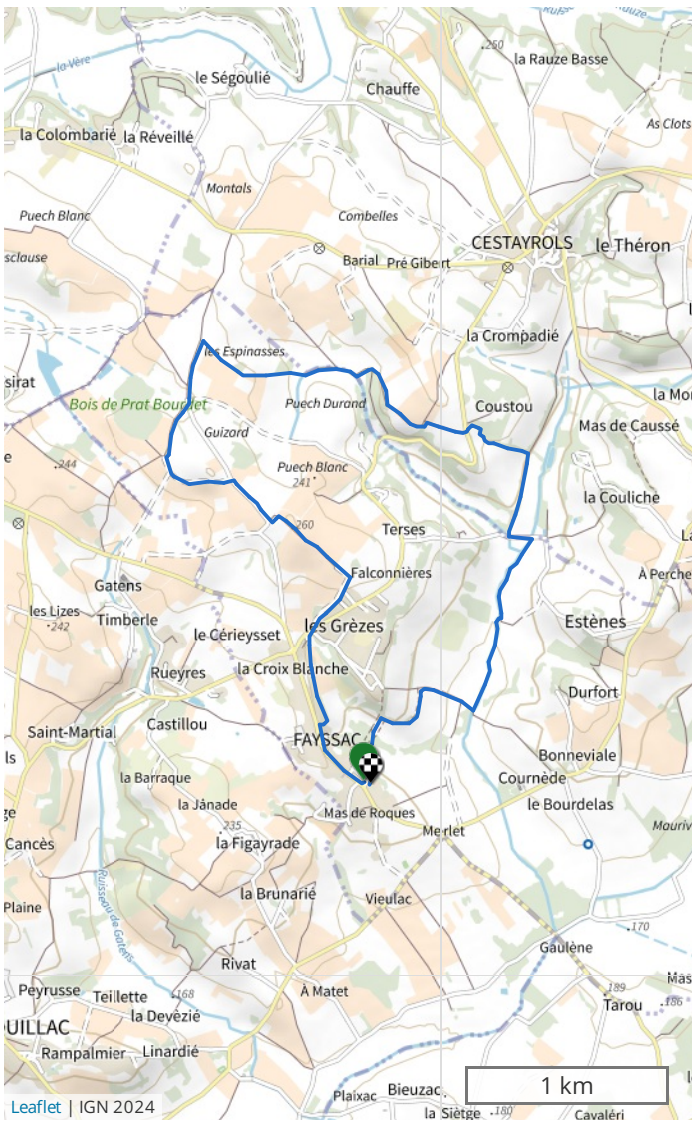 250
la Vère
la Rauze Basse
le Ségoulié
Chauffe
As Clots
la Colombarié
la Réveillé
Montals
Puech Blanc
Combelles
CESTAYROLS
le Théron
Barial
Pré Gibert
la Crompadié
les Espinasses
Bois de Prat Bourdet
Puech Durand
Coustou
Guizard
Mas de Caussé
244
Puech Blanc
241
la Couliche
260
Terses
Falconnières
À Perche
Gatens
les Lizes
242
Timberle
le Cérieysset
les Grèzes
Estènes
la Croix Blanche
Rueyres
Durfort
Saint-Martial
Castillou
FAYSSAC
Bonneviale
la Barraque
Cournède
le Bourdelas
la Jânade
Mas de Roques
235
Merlet
Cancès
la Figayrade
la Brunarié
Vieulac
Plaine
Ruisseau de Gatens
170
Gaulène
Rivat
Peyrusse
Teillette
168
À Matet
189
Tarou
186
la Devèzié
Rampalmier
Linardié
1 km
Plaixac
Bieuzac
Leaflet | IGN 2024
la Siètge
180
Cavaléri